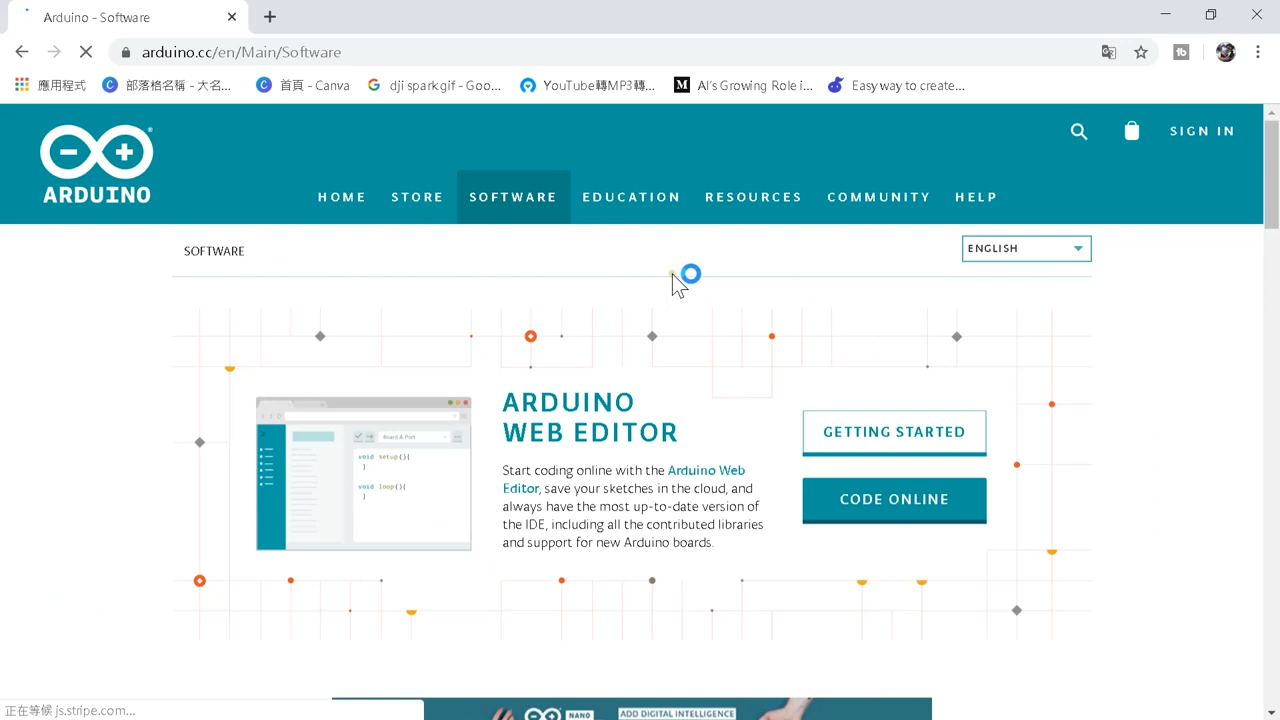 Arduino - Software
arduino.cc/en/Main/Software
應用程式
部落格名稱 - 大名...
首頁 - Canva
dji spark gif - Goo...
YouTube轉MP3轉...
AI's Growing Role i...
Easy way to create...
ARDUINO
SIGN IN
HOME
STORE
SOFTWARE
EDUCATION
RESOURCES
COMMUNITY
HELP
SOFTWARE
ENGLISH
Board & Port
void setup(){
}
void loop(){
}
ARDUINO
WEB EDITOR
Start coding online with the Arduino Web
Editor, save your sketches in the cloud, and
always have the most up-to-date version of
the IDE, including all the contributed libraries
and support for new Arduino boards.
GETTING STARTED
CODE ONLINE
正在等候 js.stripe.com...
NANO
ADD DIGITAL INTELLIGENCE